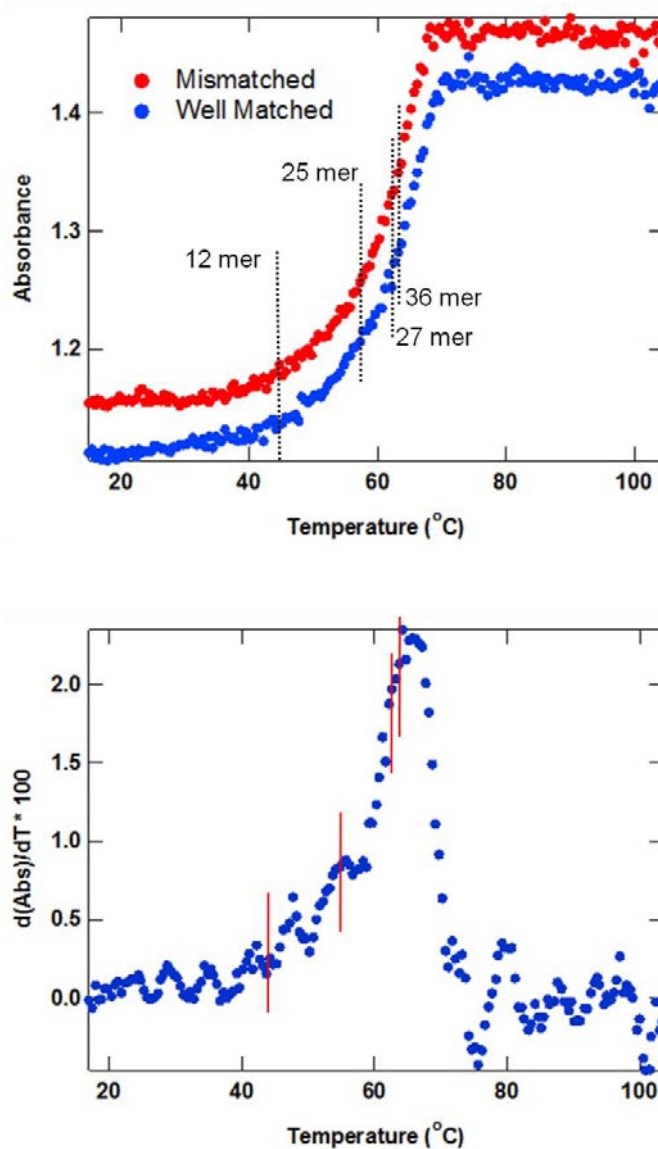 Mismatched
Well Matched
1.4
1.3
1.2
Absorbance
25 mer
12 mer
36 mer
27 mer
20 40 60 80 100
Temperature (°C)
2.0
1.5
1.0
0.5
0.0
d(Abs)/dT * 100
20 40 60 80 100
Temperature (°C)